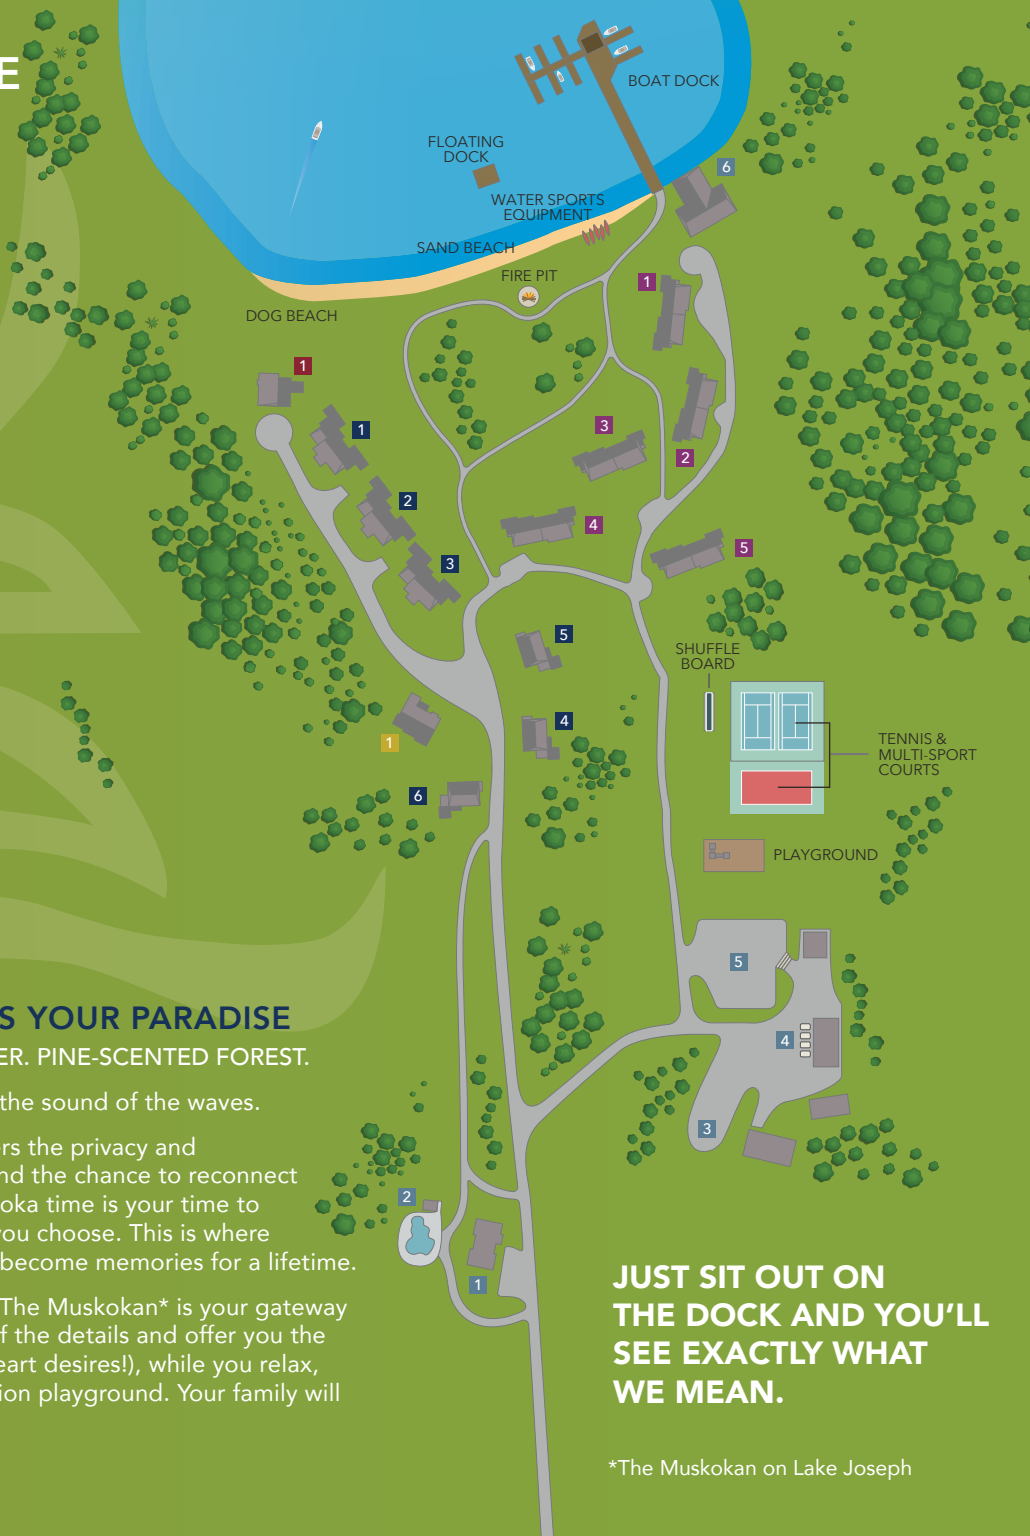 E
BOAT DOCK
FLOATING
DOCK
6
WATER SPORTS
EQUIPMENT
SAND BEACH
FIRE PIT
1
DOG BEACH
1
1
3
2
2
4
5
3
5
SHUFFLE
BOARD
4
1
TENNIS &
MULTI-SPORT
COURTS
6
PLAYGROUND
5
4
3
2
1
S YOUR PARADISE
ER. PINE-SCENTED FOREST.
the sound of the waves.
ers the privacy and
nd the chance to reconnect
oka time is your time to
you choose. This is where
become memories for a lifetime.
The Muskokan* is your gateway
f the details and offer you the
eart desires!), while you relax,
ion playground. Your family will
JUST SIT OUT ON
THE DOCK AND YOU’LL
SEE EXACTLY WHAT
WE MEAN.
*The Muskokan on Lake Joseph